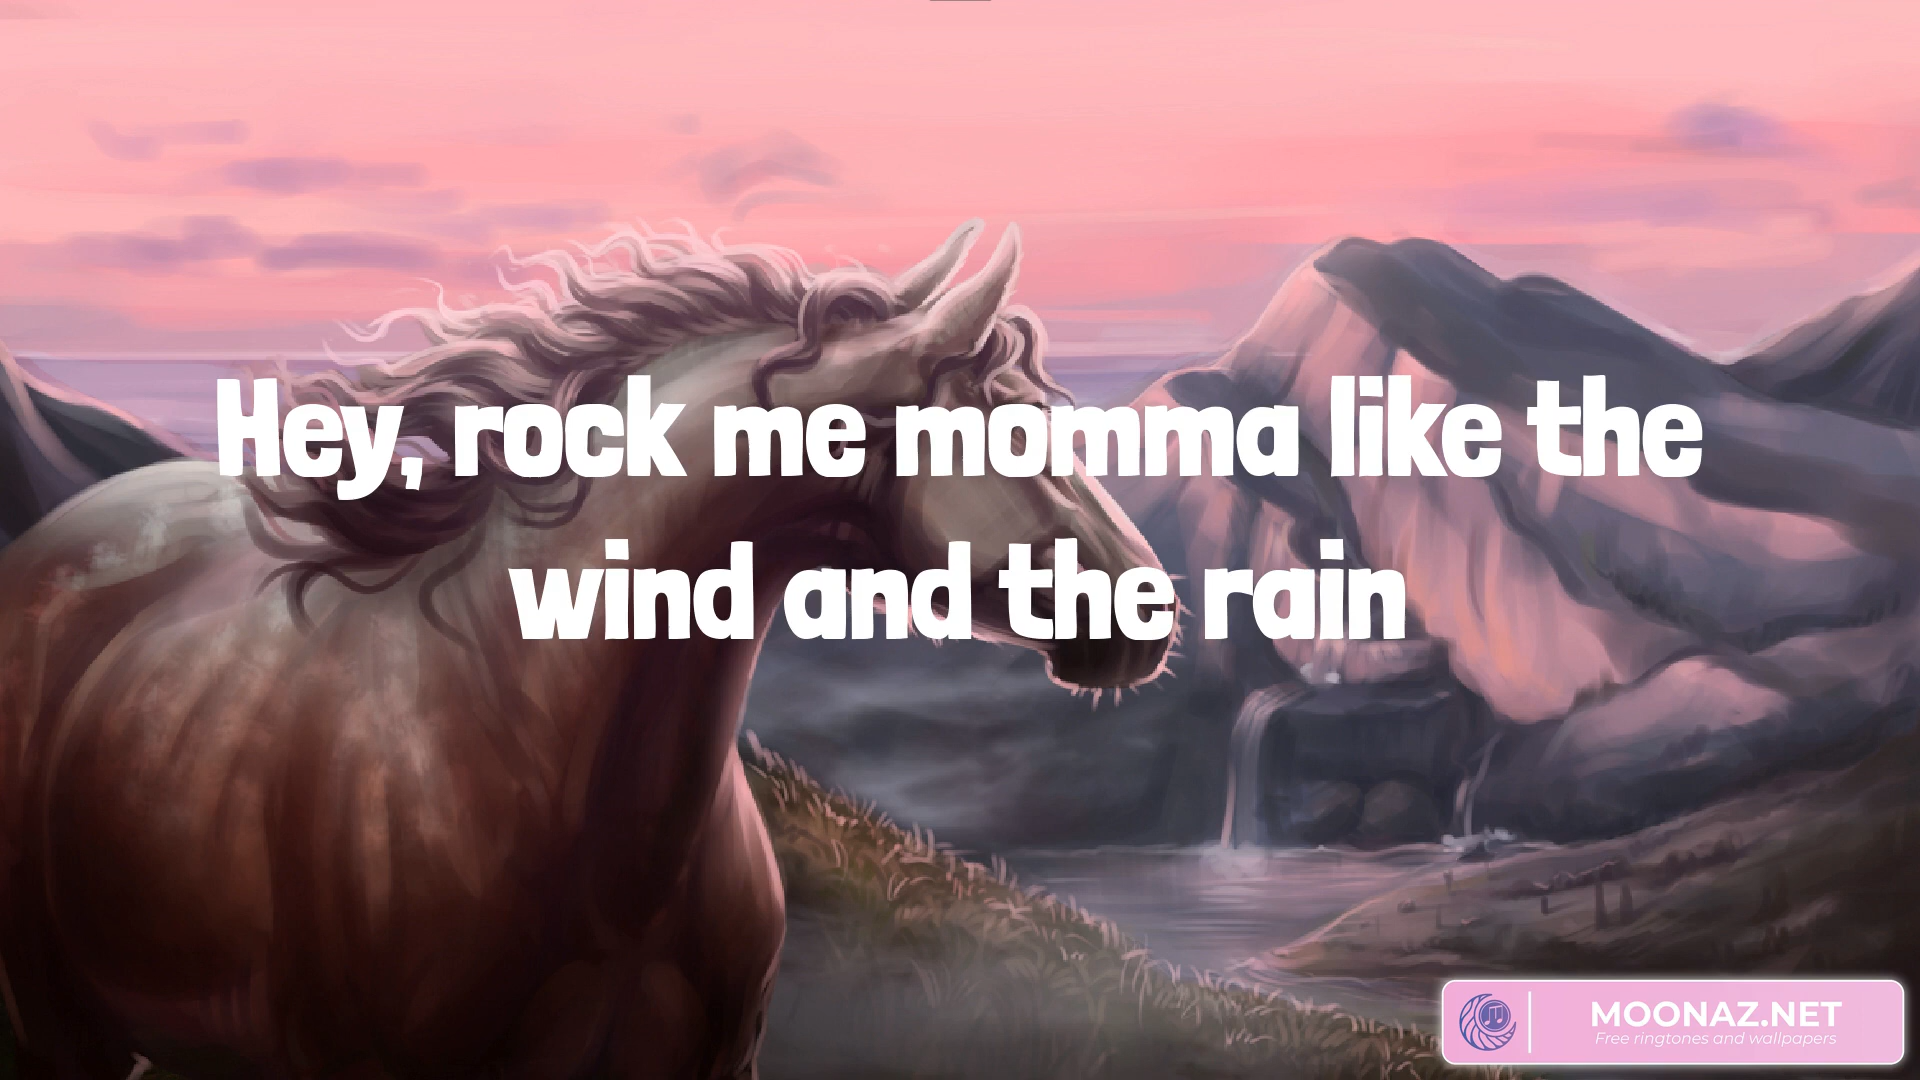 Hey, rock me momma like the
wind and the rain
MOONAZ.NET
Free ringtones and wallpapers